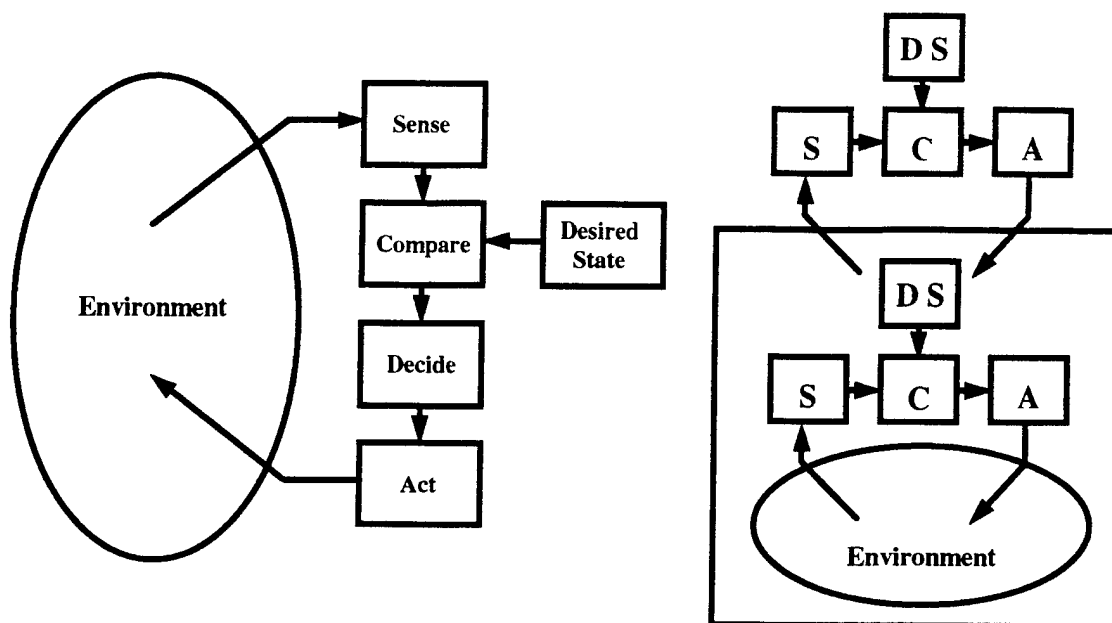 Sense
Compare
Desired
State
Environment
Decide
Act
D S
S
C
A
D S
S
C
A
Environment